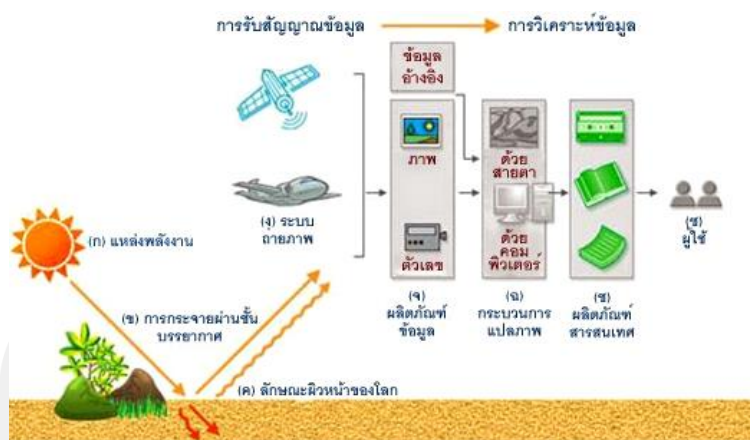 การรับสัญญาณข้อมูล
การวิเคราะห์ข้อมูล
ข้อมูล
อ้างอิง
ภาพ
ตัวเลข
ด้วย
สายตา
ด้วย
คอม
พิวเตอร์
(ก) แหล่งพลังงาน
(ข) การกระจายผ่านชั้น
บรรยากาศ
(ค) ลักษณะผิวหน้าของโลก
(ง) ระบบ
ถ่ายภาพ
(จ)
ผลิตภัณฑ์
ข้อมูล
(ฉ)
กระบวนการ
แปลภาพ
(ช)
ผลิตภัณฑ์
สารสนเทศ
(ซ)
ผู้ใช้